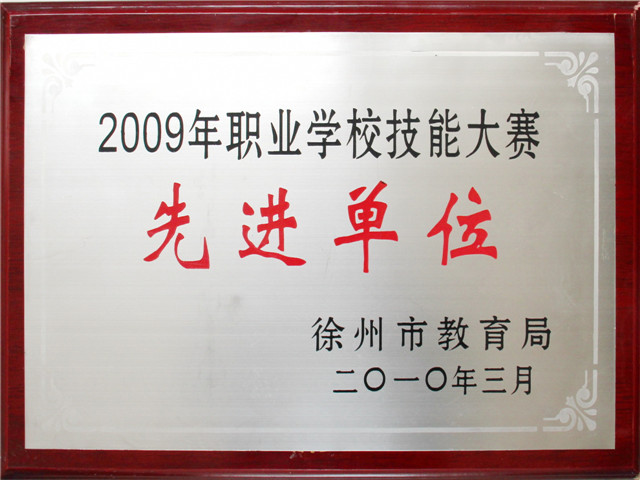 2009年职业学校技能大赛
先进单位
徐州市教育局
二〇一〇年三月